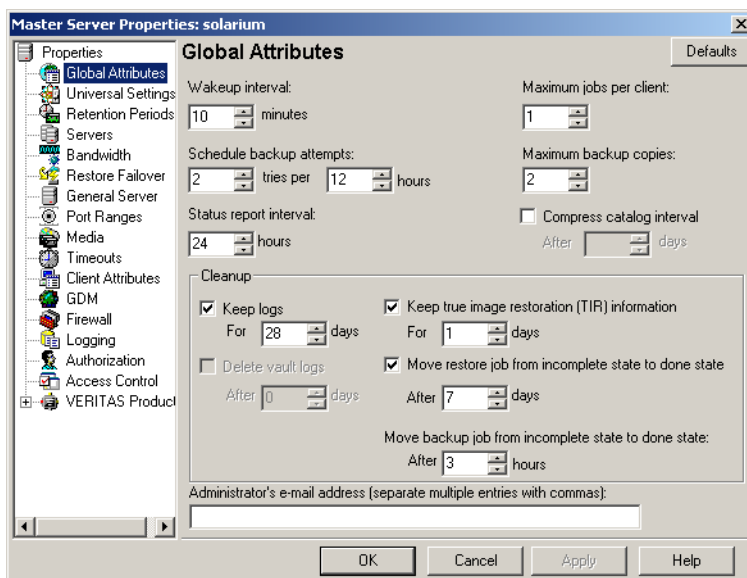 Master Server Properties: solarium
Properties
Global Attributes
Universal Settings
Retention Periods
Servers
Bandwidth
Restore Failover
General Server
Port Ranges
Media
Timeouts
Client Attributes
GDM
Firewall
Logging
Authorization
Access Control
VERITAS Product
Global Attributes
Defaults
Wakeup interval:
10 minutes
Maximum jobs per client:
1
Schedule backup attempts:
2 tries per 12 hours
Maximum backup copies:
2
Status report interval:
24 hours
Compress catalog interval
After days
Cleanup
Keep logs
For 28 days
Keep true image restoration (TIR) information
For 1 days
Delete vault logs
After 0 days
Move restore job from incomplete state to done state
After 7 days
Move backup job from incomplete state to done state:
After 3 hours
Administrator's e-mail address (separate multiple entries with commas):
OK Cancel Apply Help